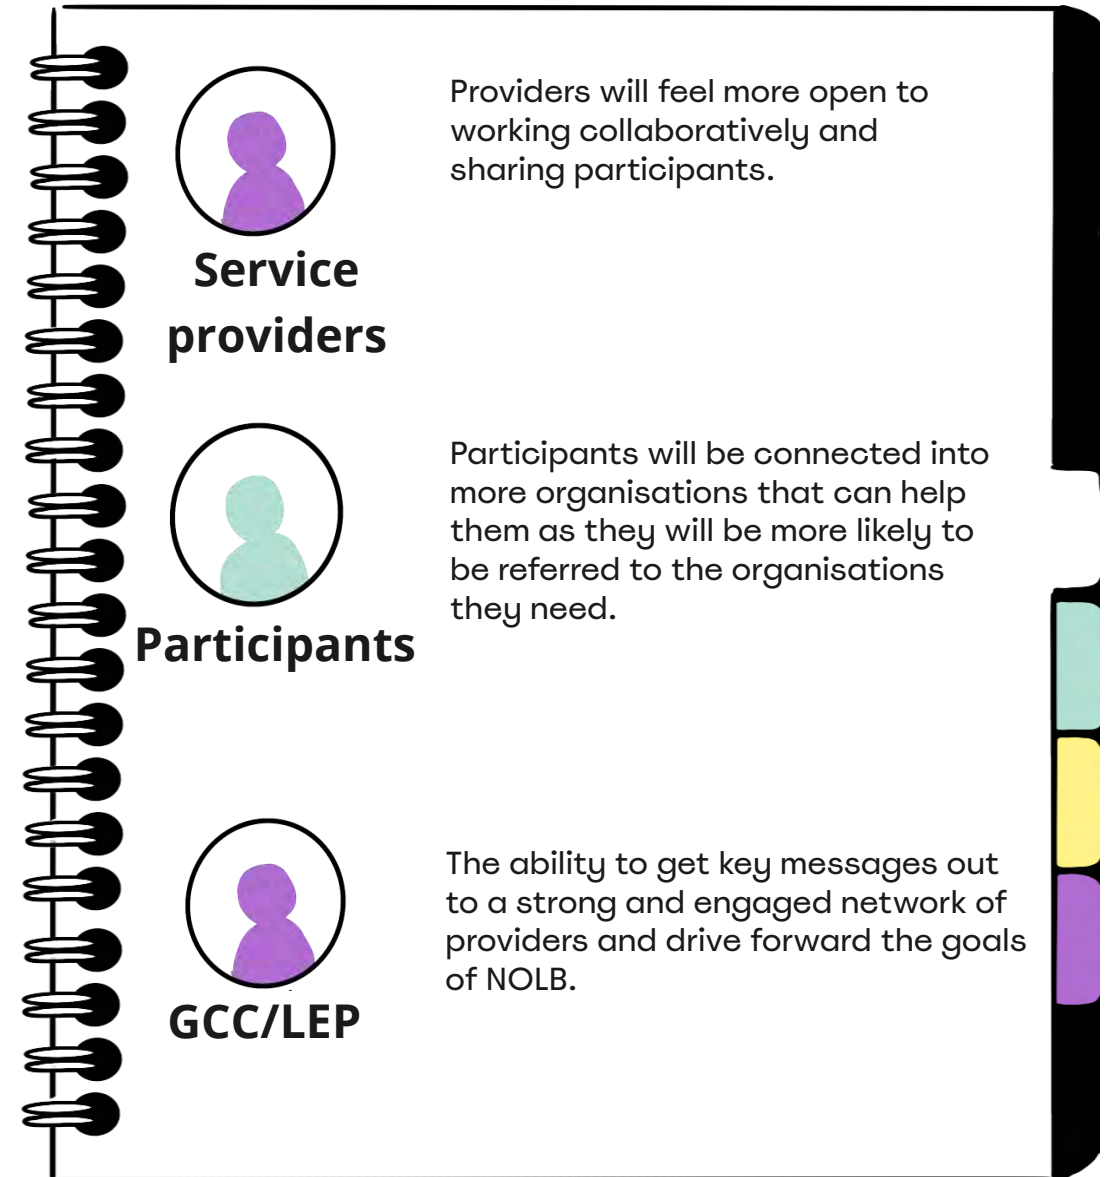 Providers will feel more open to
working collaboratively and
sharing participants.
Service
providers
Participants will be connected into
more organisations that can help
them as they will be more likely to
be referred to the organisations
they need.
Participants
The ability to get key messages out
to a strong and engaged network of
providers and drive forward the goals
of NOLB.
GCC/LEP